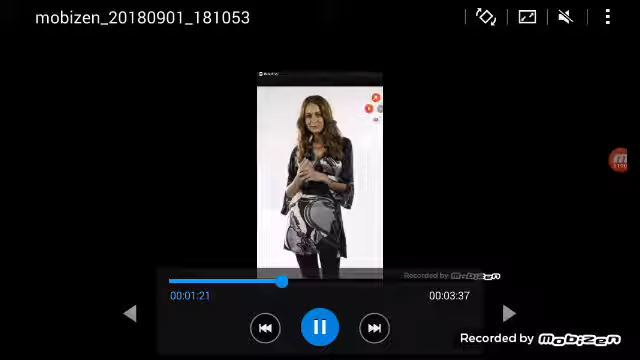 mobizen_20180901_181053
Recorded by mobizen
00:01:21
00:03:37
Recorded by mobizen